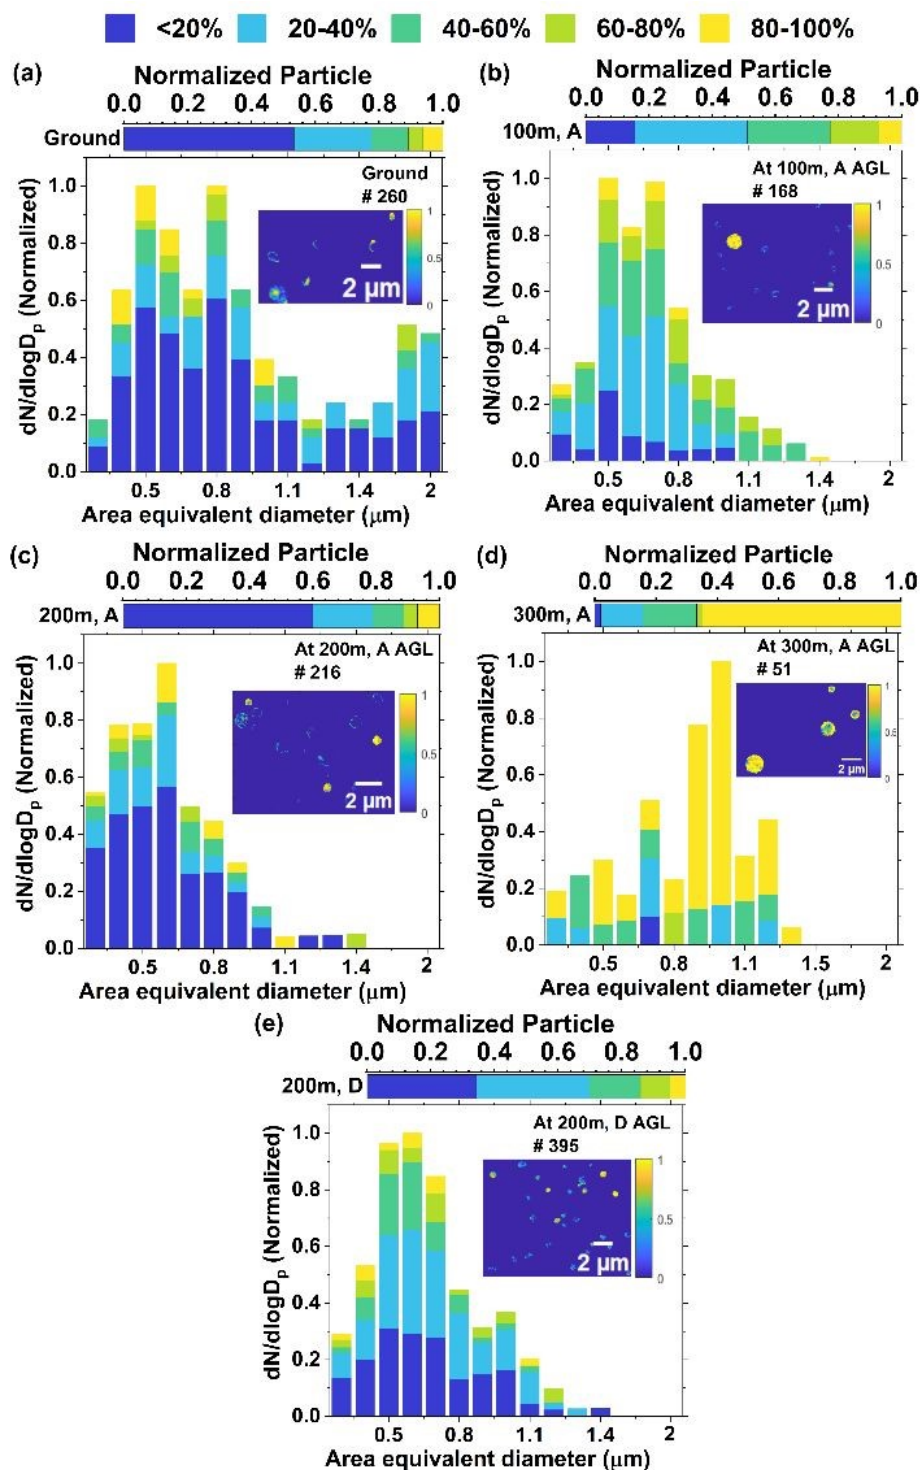 <20% 20-40% 40-60% 60-80% 80-100%
(a)
Normalized Particle
0.0 0.2 0.4 0.6 0.8 1.0
Ground
Ground
# 260
1
0.5
0
2 µm
dN/dlogDp (Normalized)
1.0
0.8
0.6
0.4
0.2
0.0
0.5 0.8 1.1 1.4 2
Area equivalent diameter (µm)
(b)
Normalized Particle
0.0 0.2 0.4 0.6 0.8 1.0
100m, A
At 100m, A AGL
# 168
1
0.5
0
2 µm
dN/dlogDp (Normalized)
1.0
0.8
0.6
0.4
0.2
0.0
0.5 0.8 1.1 1.4 2
Area equivalent diameter (µm)
(c)
Normalized Particle
0.0 0.2 0.4 0.6 0.8 1.0
200m, A
At 200m, A AGL
# 216
1
0.5
0
2 µm
dN/dlogDp (Normalized)
1.0
0.8
0.6
0.4
0.2
0.0
0.5 0.8 1.1 1.4 2
Area equivalent diameter (µm)
(d)
Normalized Particle
0.0 0.2 0.4 0.6 0.8 1.0
300m, A
At 300m, A AGL
# 51
1
0.5
0
2 µm
dN/dlogDp (Normalized)
1.0
0.8
0.6
0.4
0.2
0.0
0.5 0.8 1.1 1.5 2
Area equivalent diameter (µm)
(e)
Normalized Particle
0.0 0.2 0.4 0.6 0.8 1.0
200m, D
At 200m, D AGL
# 395
1
0.5
0
2 µm
dN/dlogDp (Normalized)
1.0
0.8
0.6
0.4
0.2
0.0
0.5 0.8 1.1 1.4 2
Area equivalent diameter (µm)